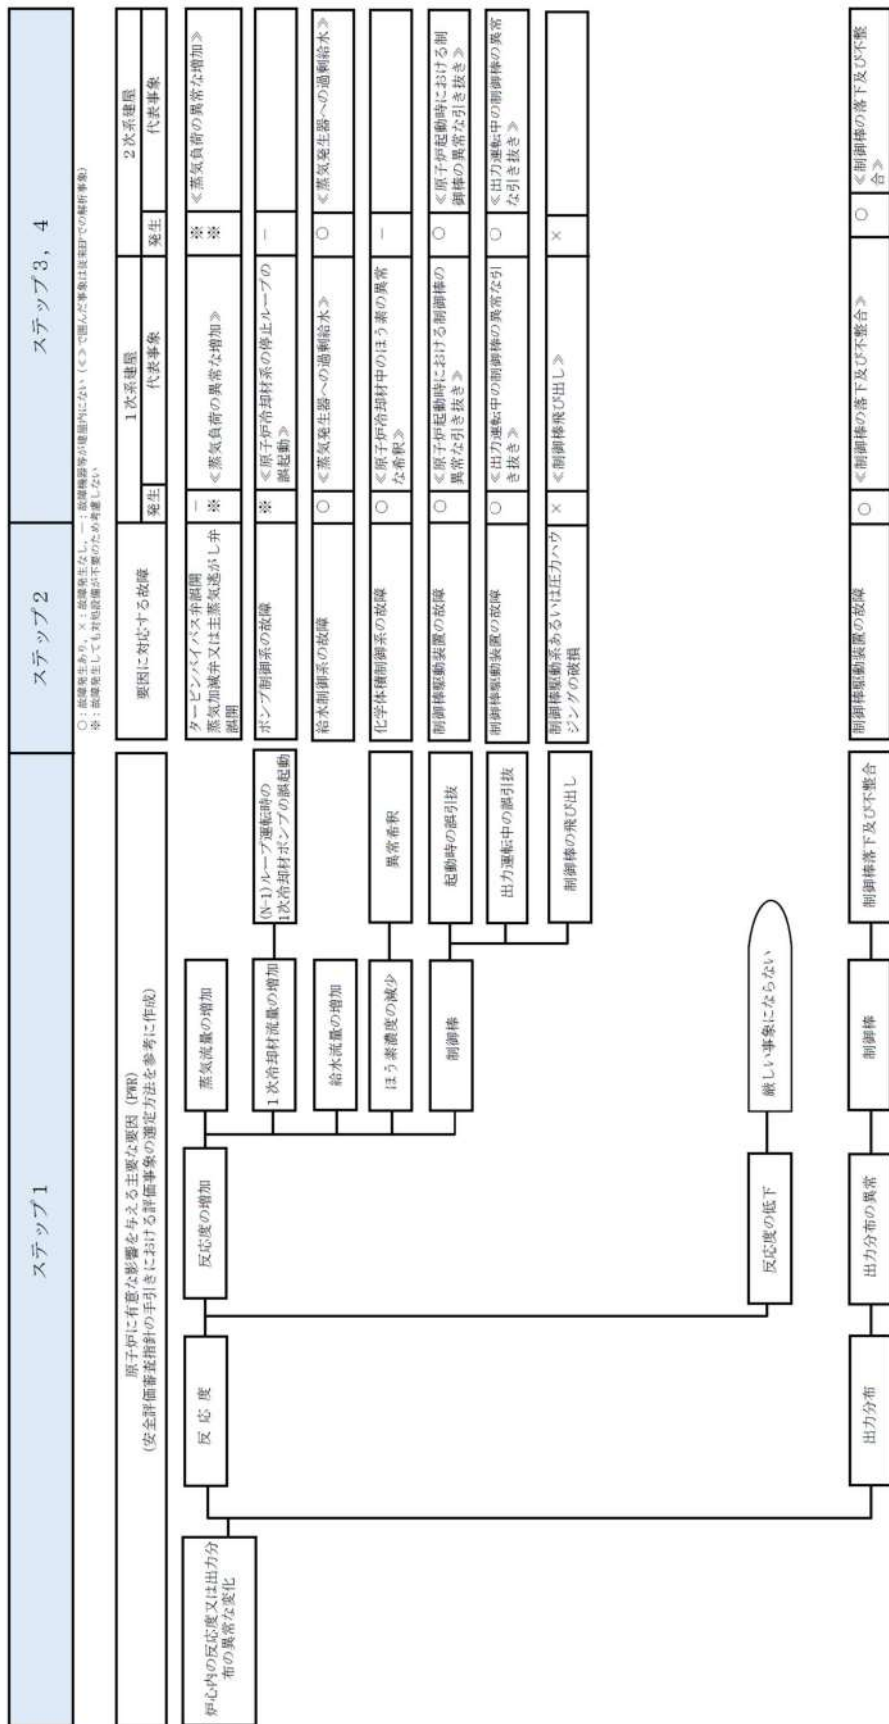 ステップ1
ステップ2
ステップ3，4
○：故障発生あり，×：故障発生なし，－：故障機器等が建屋内にない（≪≫で囲んだ事象は従来の解析事象）
※：故障発生しても対処設備が不要のため考慮しない
原子炉に有意な影響を与える主要な要因（PWR）
（安全評価審査指針の手引きにおける評価事象の選定方法を参考に作成）
要因に対応する故障
1次系建屋
2次系建屋
発生
代表事象
発生
代表事象
炉心内の反応度又は出力分
布の異常な変化
反応度
反応度の増加
蒸気流量の増加
タービンバイパス弁誤開
蒸気加減弁又は主蒸気逃がし弁
誤開
－
※
≪蒸気負荷の異常な増加≫
※
※
≪蒸気負荷の異常な増加≫
1次冷却材流量の増加
(N-1)ループ運転時の
1次冷却材ポンプの誤起動
ポンプ制御系の故障
※
≪原子炉冷却材系の停止ループの
誤起動≫
－
給水流量の増加
給水制御系の故障
○
≪蒸気発生器への過剰給水≫
○
≪蒸気発生器への過剰給水≫
ほう素濃度の減少
異常希釈
化学体積制御系の故障
○
≪原子炉冷却材中のほう素の異常
な希釈≫
－
制御棒
起動時の誤引抜
制御棒駆動装置の故障
○
≪原子炉起動時における制御棒の
異常な引き抜き≫
○
≪原子炉起動時における制
御棒の異常な引き抜き≫
出力運転中の誤引抜
制御棒駆動装置の故障
○
≪出力運転中の制御棒の異常な引
き抜き≫
○
≪出力運転中の制御棒の異常
な引き抜き≫
制御棒の飛び出し
制御棒駆動系あるいは圧力ハウ
ジングの破損
×
≪制御棒飛び出し≫
×
反応度の低下
厳しい事象にならない
出力分布
出力分布の異常
制御棒
制御棒落下及び不整合
制御棒駆動装置の故障
○
≪制御棒の落下及び不整合≫
○
≪制御棒の落下及び不整
合≫